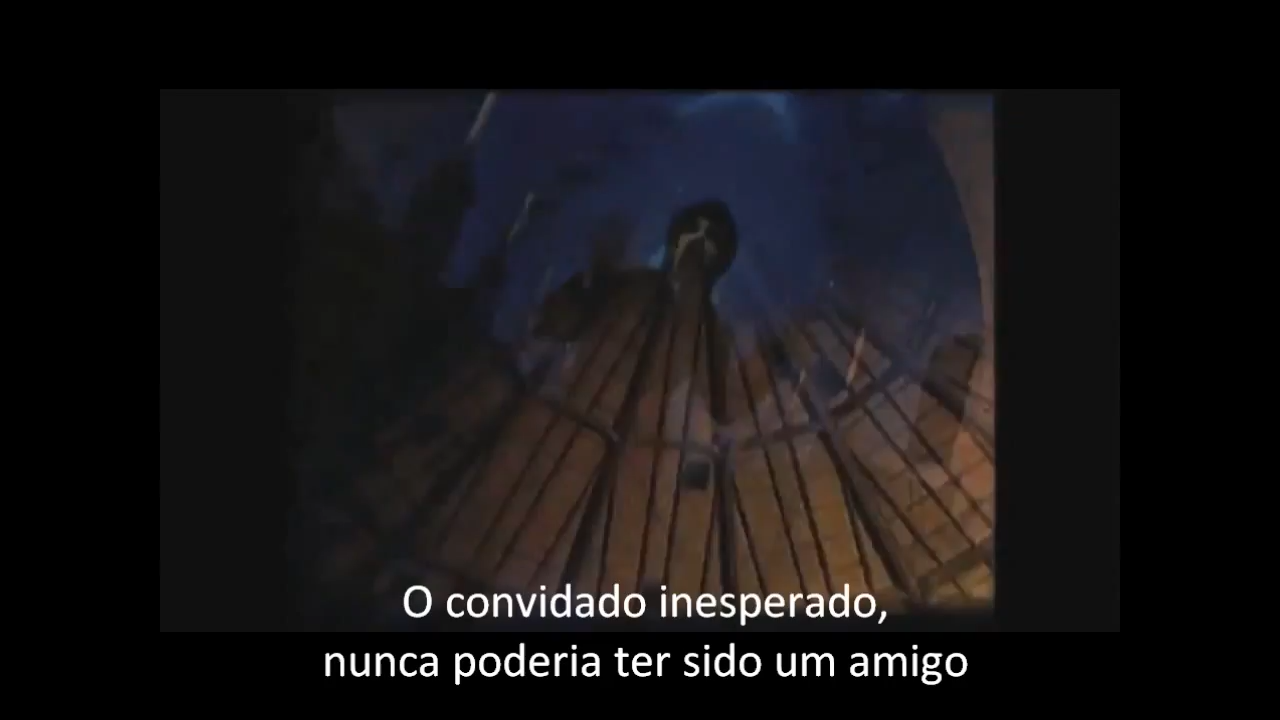 O convidado inesperado,
nunca poderia ter sido um amigo